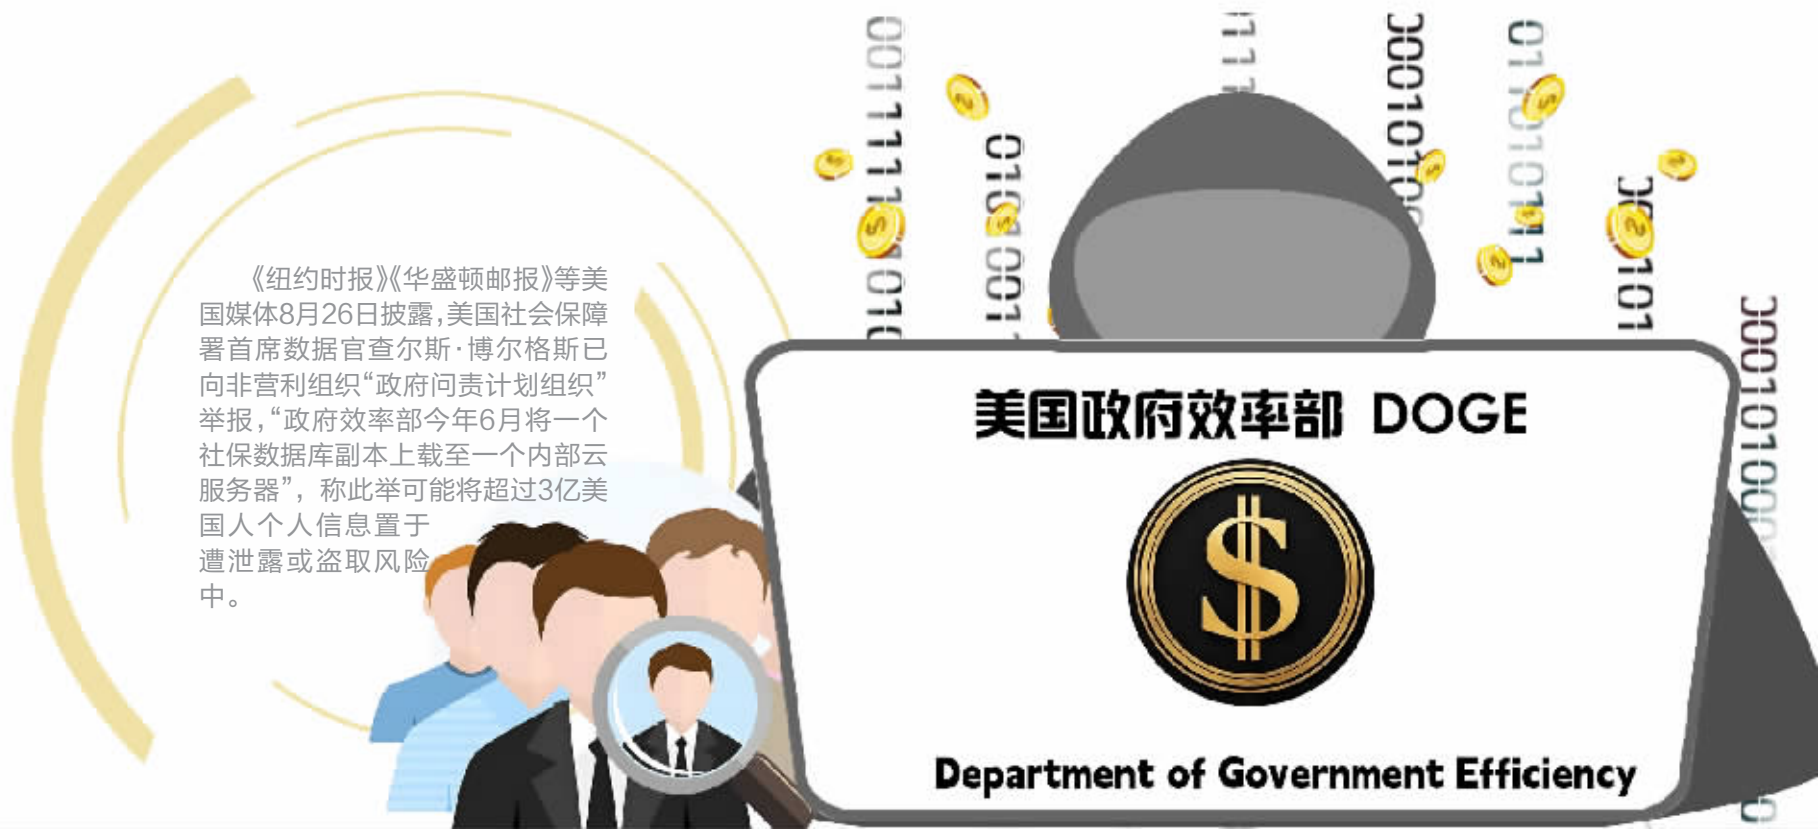 《纽约时报》《华盛顿邮报》等美
国媒体8月26日披露,美国社会保障
署首席数据官查尔斯·博尔格斯已
向非营利组织“政府问责计划组织”
举报,“政府效率部今年6月将一个
社保数据库副本上载至一个内部云
服务器”，称此举可能将超过3亿美
国人个人信息置于
遭泄露或盗取风险
中。
美国政府效率部 DOGE
$
Department of Government Efficiency